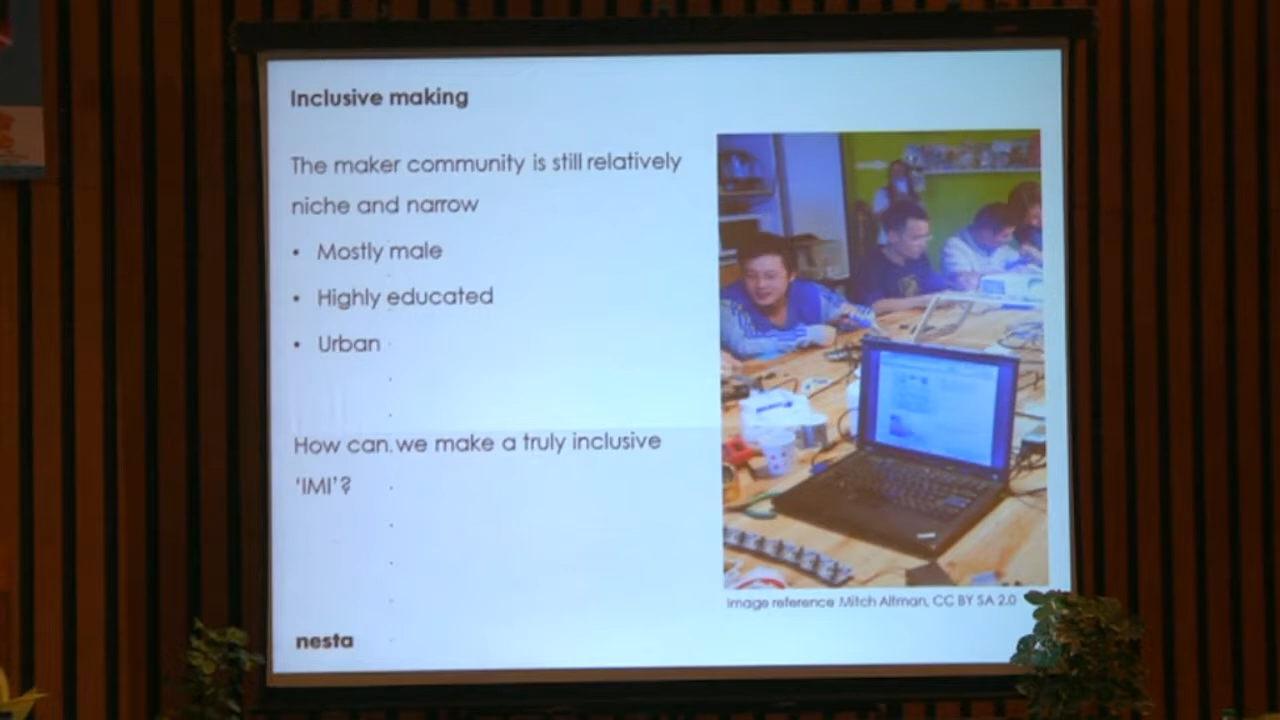 Inclusive making
The maker community is still relatively
niche and narrow
• Mostly male
• Highly educated
• Urban
How can we make a truly inclusive
'IMI'?
Image reference Mitch Altman, CC BY SA 2.0
nesta